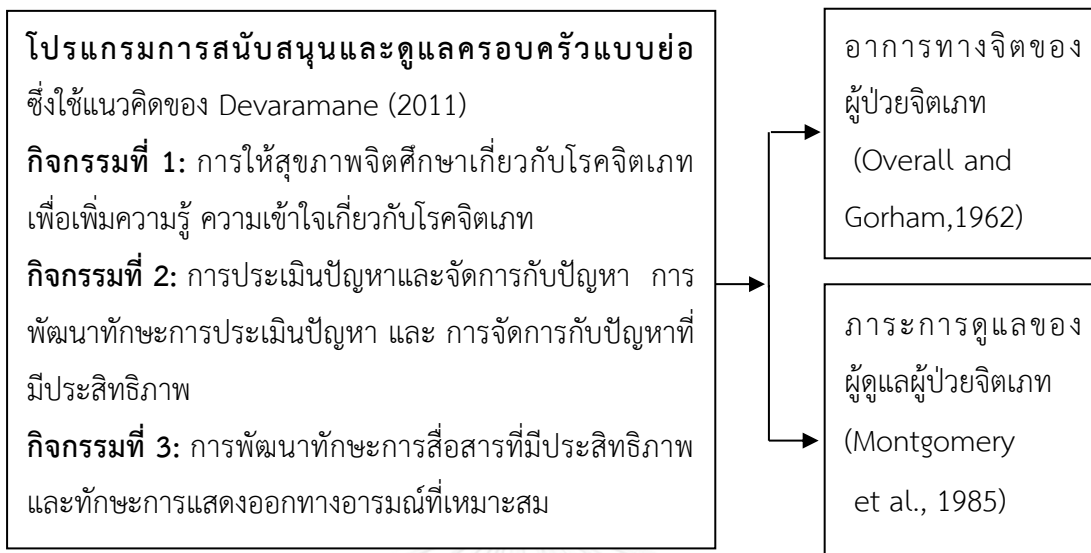 โปรแกรมการสนับสนุนและดูแลครอบครัวแบบย่อ
ซึ่งใช้แนวคิดของ Devaramane (2011)
กิจกรรมที่ 1: การให้สุขภาพจิตศึกษาเกี่ยวกับโรคจิตเภท
เพื่อเพิ่มความรู้ ความเข้าใจเกี่ยวกับโรคจิตเภท
กิจกรรมที่ 2: การประเมินปัญหาและจัดการกับปัญหา การ
พัฒนาทักษะการประเมินปัญหา และ การจัดการกับปัญหาที่
มีประสิทธิภาพ
กิจกรรมที่ 3: การพัฒนาทักษะการสื่อสารที่มีประสิทธิภาพ
และทักษะการแสดงออกทางอารมณ์ที่เหมาะสม
อาการทางจิตของ
ผู้ป่วยจิตเภท
(Overall and
Gorham,1962)
ภาระการดูแลของ
ผู้ดูแลผู้ป่วยจิตเภท
(Montgomery
et al., 1985)